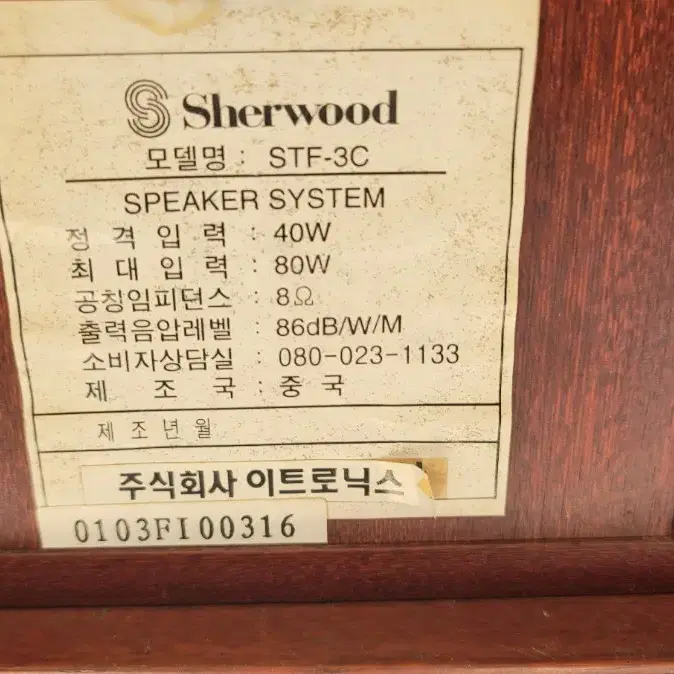 Sherwood
모델명 : STF-3C
SPEAKER SYSTEM
정격입력 : 40W
최대입력 : 80W
공칭임피던스 : 8Ω
출력음압레벨 : 86dB/W/M
소비자상담실 : 080-023-1133
제조국 : 중국
제조년월
주식회사 이트로닉스
0103FI00316